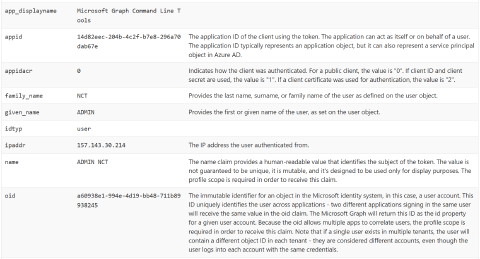 app_displayname Microsoft Graph Command Line T
ools
appid 14d82eec-204b-4c2f-b7e8-296a70 The application ID of the client using the token. The application can act as itself or on behalf of a user.
dab67e The application ID typically represents an application object, but it can also represent a service principal
object in Azure AD.
appidacr 0 Indicates how the client was authenticated. For a public client, the value is "0". If client ID and client
secret are used, the value is "1". If a client certificate was used for authentication, the value is "2".
family_name NCT Provides the last name, surname, or family name of the user as defined on the user object.
given_name ADMIN Provides the first or given name of the user, as set on the user object.
idtyp user
ipaddr 157.143.30.214 The IP address the user authenticated from.
name ADMIN NCT The name claim provides a human-readable value that identifies the subject of the token. The value is
not guaranteed to be unique, it is mutable, and it's designed to be used only for display purposes. The
profile scope is required in order to receive this claim.
oid a60938e1-994e-4d19-bb48-711b89 The immutable identifier for an object in the Microsoft identity system, in this case, a user account. This
938245 ID uniquely identifies the user across applications - two different applications signing in the same user
will receive the same value in the oid claim. The Microsoft Graph will return this ID as the id property
for a given user account. Because the oid allows multiple apps to correlate users, the profile scope is
required in order to receive this claim. Note that if a single user exists in multiple tenants, the user will
contain a different object ID in each tenant - they are considered different accounts, even though the
user logs into each account with the same credentials.